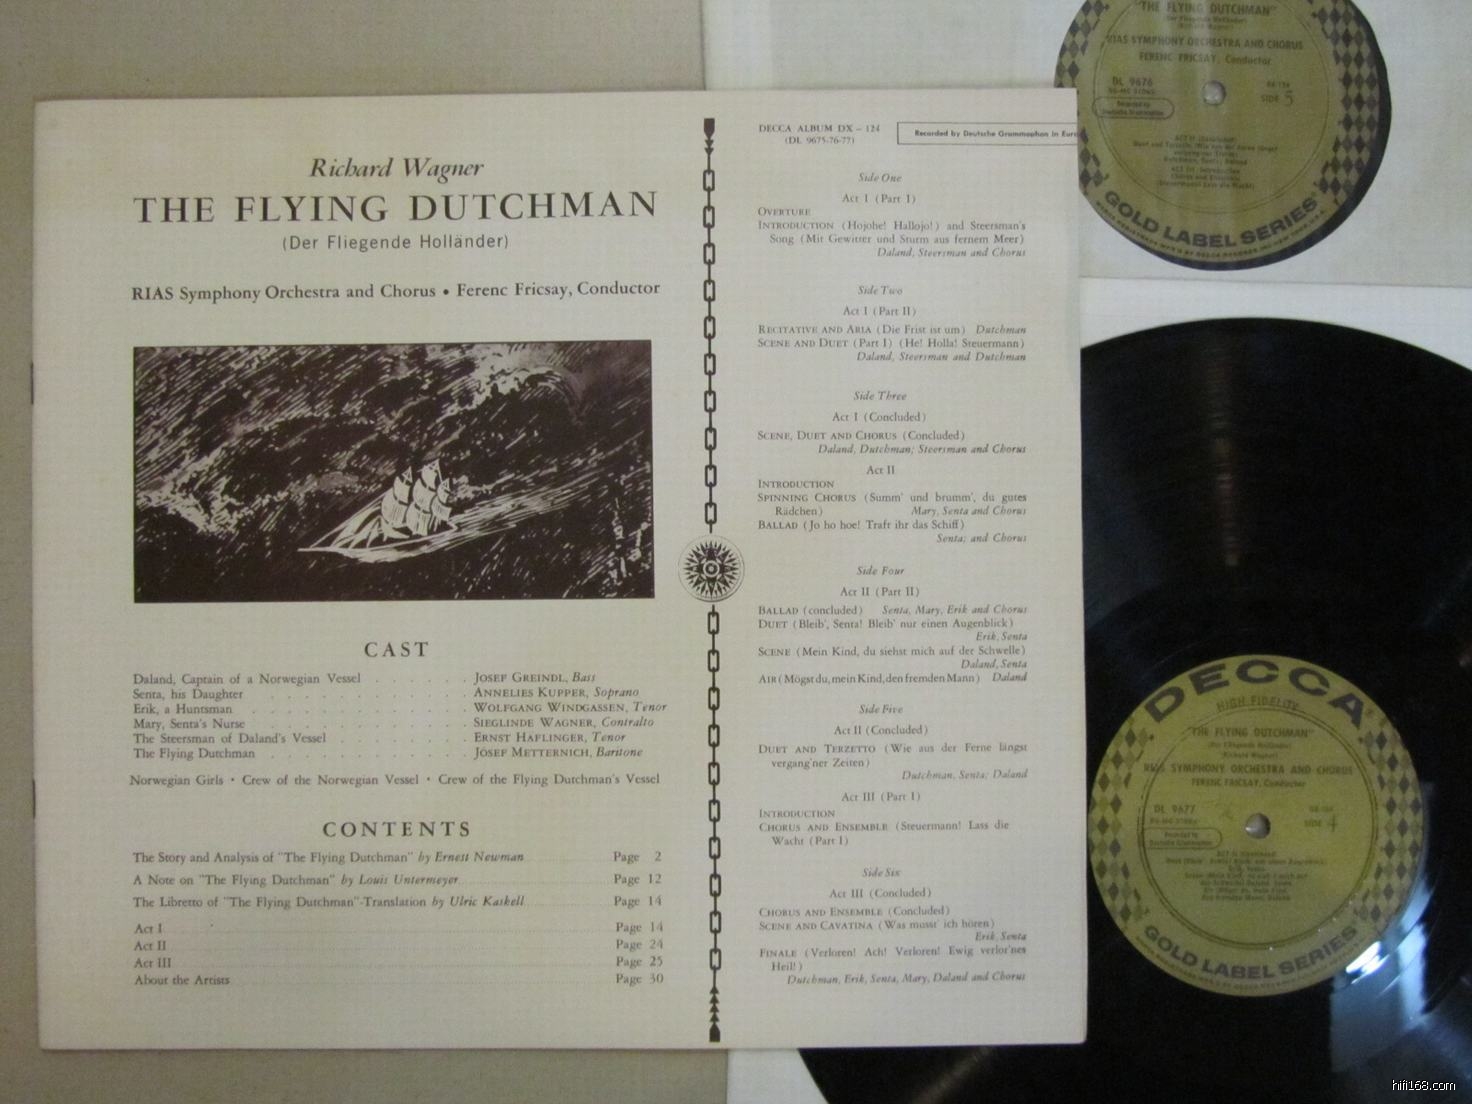 Richard Wagner
THE FLYING DUTCHMAN
(Der Fliegende Holländer)
RIAS Symphony Orchestra and Chorus • Ferenc Fricsay, Conductor
CAST
Daland, Captain of a Norwegian Vessel . . . . . . JOSEF GREINDL, Bass
Senta, his Daughter . . . . . . . . . . . . ANNELIES KUPPER, Soprano
Erik, a Huntsman . . . . . . . . . . . . . WOLFGANG WINDGASSEN, Tenor
Mary, Senta's Nurse . . . . . . . . . . . . SIEGLINDE WAGNER, Contralto
The Steersman of Daland's Vessel . . . . . . . . ERNST HAFLINGER, Tenor
The Flying Dutchman . . . . . . . . . . . . JOSEF METTERNICH, Baritone
Norwegian Girls • Crew of the Norwegian Vessel • Crew of the Flying Dutchman's Vessel
CONTENTS
The Story and Analysis of "The Flying Dutchman" by Ernest Newman Page 2
A Note on "The Flying Dutchman" by Louis Untermeyer Page 12
The Libretto of "The Flying Dutchman"-Translation by Ulric Kaskell Page 14
Act I Page 14
Act II Page 24
Act III Page 25
About the Artists Page 30
DECCA ALBUM DX – 124
(DL 9675-76-77)
Recorded by Deutsche Grammophon in Euro
Side One
Act I (Part I)
OVERTURE
INTRODUCTION (Hojohe! Hallojo!) and Steersman's
Song (Mit Gewitter und Sturm aus fernem Meer)
Daland, Steersman and Chorus
Side Two
Act I (Part II)
RECITATIVE AND ARIA (Die Frist ist um) Dutchman
SCENE AND DUET (Part I) (He! Holla! Steuermann)
Daland, Steersman and Dutchman
Side Three
Act I (Concluded)
SCENE, DUET AND CHORUS (Concluded)
Daland, Dutchman; Steersman and Chorus
Act II
INTRODUCTION
SPINNING CHORUS (Summ' und brumm', du gutes
Rädchen) Mary, Senta and Chorus
BALLAD (Jo ho hoe! Traft ihr das Schiff)
Senta; and Chorus
Side Four
Act II (Part II)
BALLAD (concluded) Senta, Mary, Erik and Chorus
DUET (Bleib', Senta! Bleib' nur einen Augenblick)
Erik, Senta
SCENE (Mein Kind, du siehst mich auf der Schwelle)
Daland, Senta
AIR (Mögst du, mein Kind, den fremden Mann) Daland
Side Five
Act II (Concluded)
DUET AND TERZETTO (Wie aus der Ferne längst
vergang'ner Zeiten)
Dutchman, Senta; Daland
Act III (Part I)
INTRODUCTION
CHORUS AND ENSEMBLE (Steuermann! Lass die
Wacht (Part I)
Side Six
Act III (Concluded)
CHORUS AND ENSEMBLE (Concluded)
SCENE AND CAVATINA (Was musst' ich hören)
Erik, Senta
FINALE (Verloren! Ach! Verloren! Ewig verlor'nes
Heil!)
Dutchman, Erik, Senta, Mary, Daland and Chorus
"THE FLYING DUTCHMAN"
(Der Fliegende Holländer)
RIAS SYMPHONY ORCHESTRA AND CHORUS
FERENC FRICSAY, Conductor
DL 9676
SIDE 5
Recorded by
Deutsche Grammophon
GOLD LABEL SERIES
DECCA
HIGH FIDELITY
"THE FLYING DUTCHMAN"
(Der Fliegende Holländer)
(Richard Wagner)
RIAS SYMPHONY ORCHESTRA AND CHORUS
FERENC FRICSAY, Conductor
DL 9677
SIDE 4
Recorded by
Deutsche Grammophon
GOLD LABEL SERIES
hifi168.com